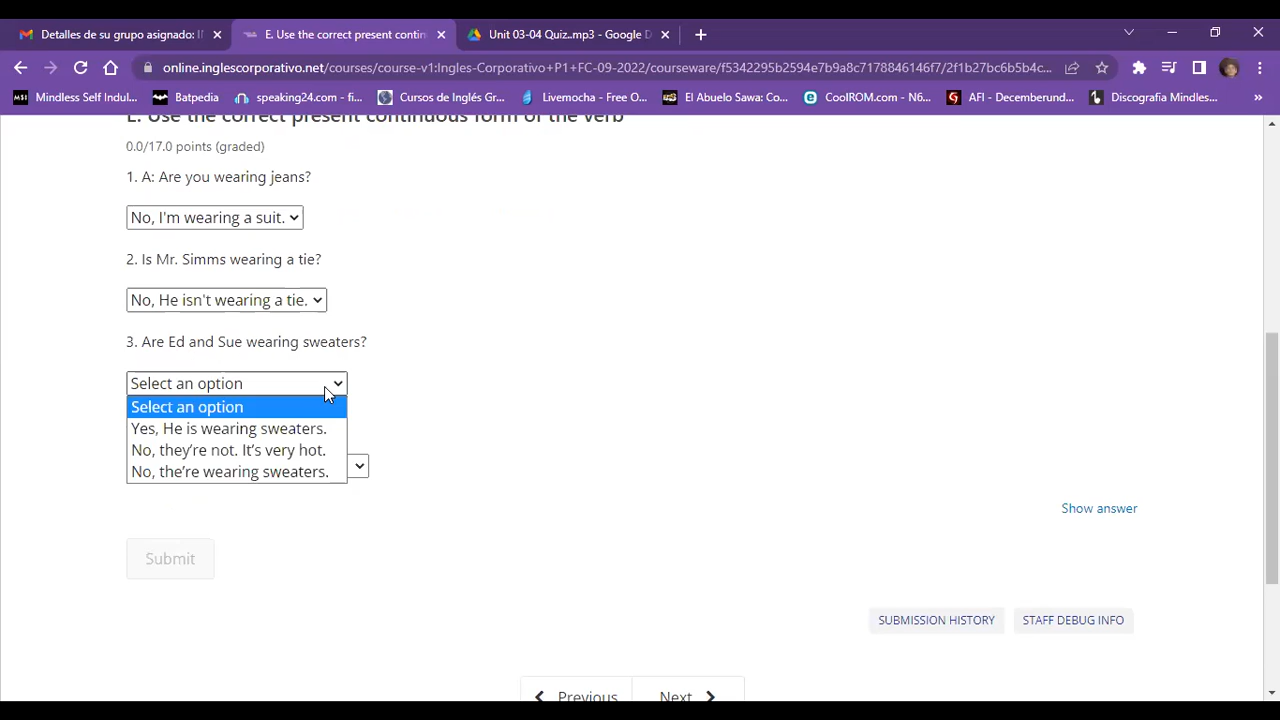 Detalles de su grupo asignado: II
E. Use the correct present contin
Unit 03-04 Quiz..mp3 - Google D
online.inglescorporativo.net/courses/course-v1:Ingles-Corporativo+P1+FC-09-2022/courseware/f5342295b2594e7b9a8c7178846146f7/2f1b27bc6b5b4c...
Mindless Self Indul...
Batpedia
speaking24.com - fi...
Cursos de Inglés Gr...
Livemocha - Free O...
El Abuelo Sawa: Co...
CoolROM.com - N6...
AFI - Decemberund...
Discografia Mindles...
»
E. Use the correct present continuous form of the verb
0.0/17.0 points (graded)
1. A: Are you wearing jeans?
No, I'm wearing a suit.
2. Is Mr. Simms wearing a tie?
No, He isn't wearing a tie.
3. Are Ed and Sue wearing sweaters?
Select an option
Select an option
Yes, He is wearing sweaters.
No, they’re not. It’s very hot.
No, the’re wearing sweaters.
Show answer
Submit
SUBMISSION HISTORY
STAFF DEBUG INFO
Previous
Next